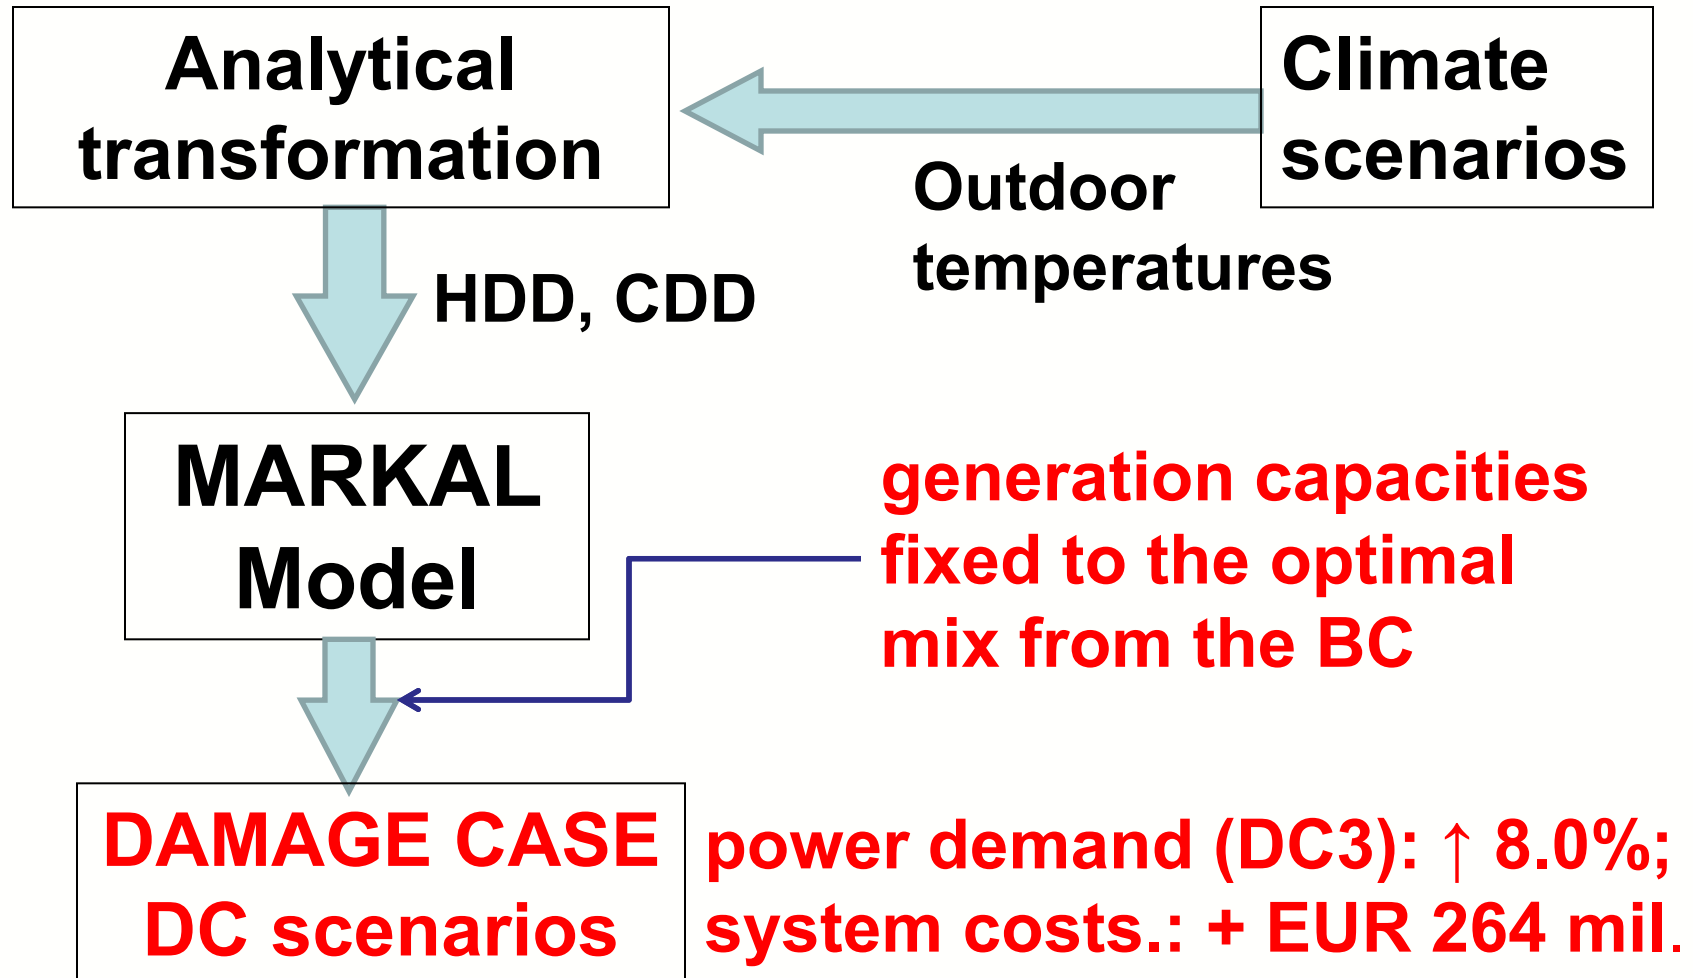 Analytical
transformation
Climate
scenarios
Outdoor
temperatures
HDD, CDD
MARKAL
Model
generation capacities
fixed to the optimal
mix from the BC
DAMAGE CASE
DC scenarios
power demand (DC3): ↑ 8.0%;
system costs.: + EUR 264 mil.